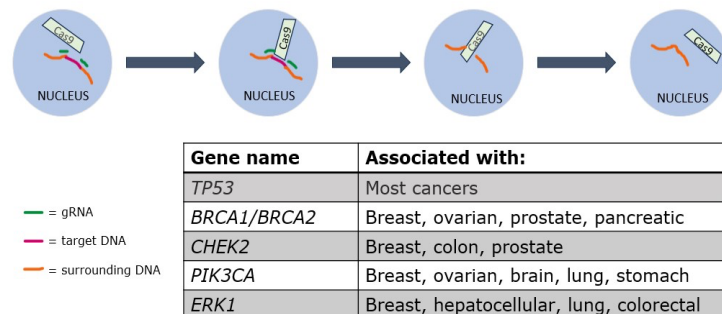 Cas9
Cas9
Cas9
Cas9
NUCLEUS
NUCLEUS
NUCLEUS
NUCLEUS
Gene name Associated with:
TP53 Most cancers
BRCA1/BRCA2 Breast, ovarian, prostate, pancreatic
CHEK2 Breast, colon, prostate
PIK3CA Breast, ovarian, brain, lung, stomach
ERK1 Breast, hepatocellular, lung, colorectal
= gRNA
= target DNA
= surrounding DNA